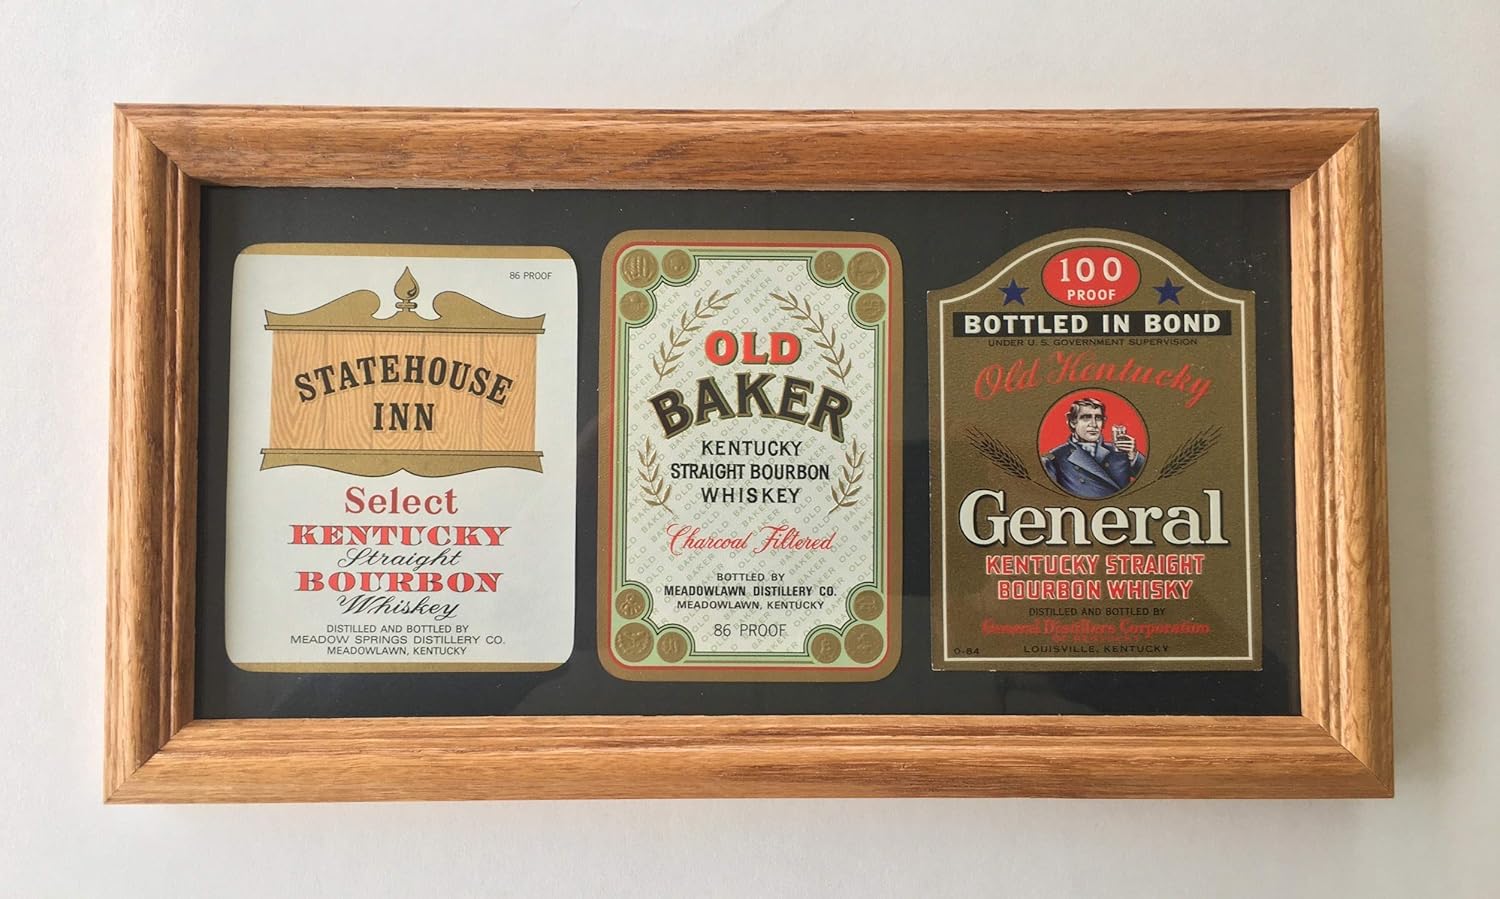 86 PROOF
STATEHOUSE
INN
Select
KENTUCKY
Straight
BOURBON
Whiskey
DISTILLED AND BOTTLED BY
MEADOW SPRINGS DISTILLERY CO.
MEADOWLAWN, KENTUCKY
OLD
BAKER
KENTUCKY
STRAIGHT BOURBON
WHISKEY
Charcoal Filtered
BOTTLED BY
MEADOWLAWN DISTILLERY CO.
MEADOWLAWN, KENTUCKY
86 PROOF
100
PROOF
BOTTLED IN BOND
UNDER U. S. GOVERNMENT SUPERVISION
Old Kentucky
General
KENTUCKY STRAIGHT
BOURBON WHISKY
DISTILLED AND BOTTLED BY
General Distillers Corporation
LOUISVILLE, KENTUCKY
0-84